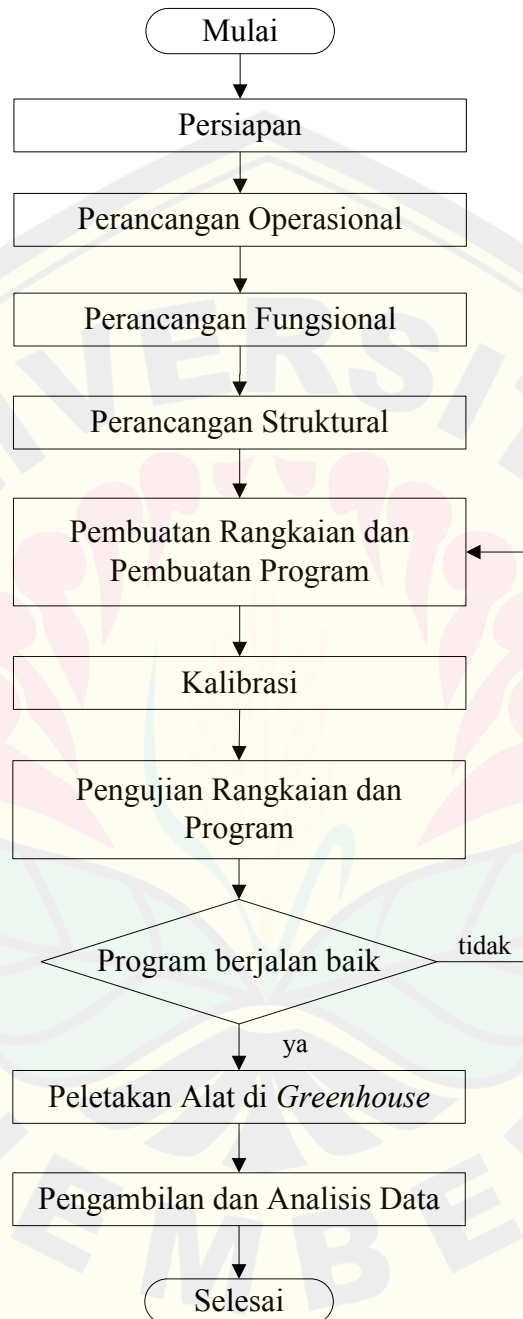 Mulai
Persiapan
Perancangan Operasional
Perancangan Fungsional
Perancangan Struktural
Pembuatan Rangkaian dan
Pembuatan Program
Kalibrasi
Pengujian Rangkaian dan
Program
Program berjalan baik
tidak
ya
Peletakan Alat di Greenhouse
Pengambilan dan Analisis Data
Selesai